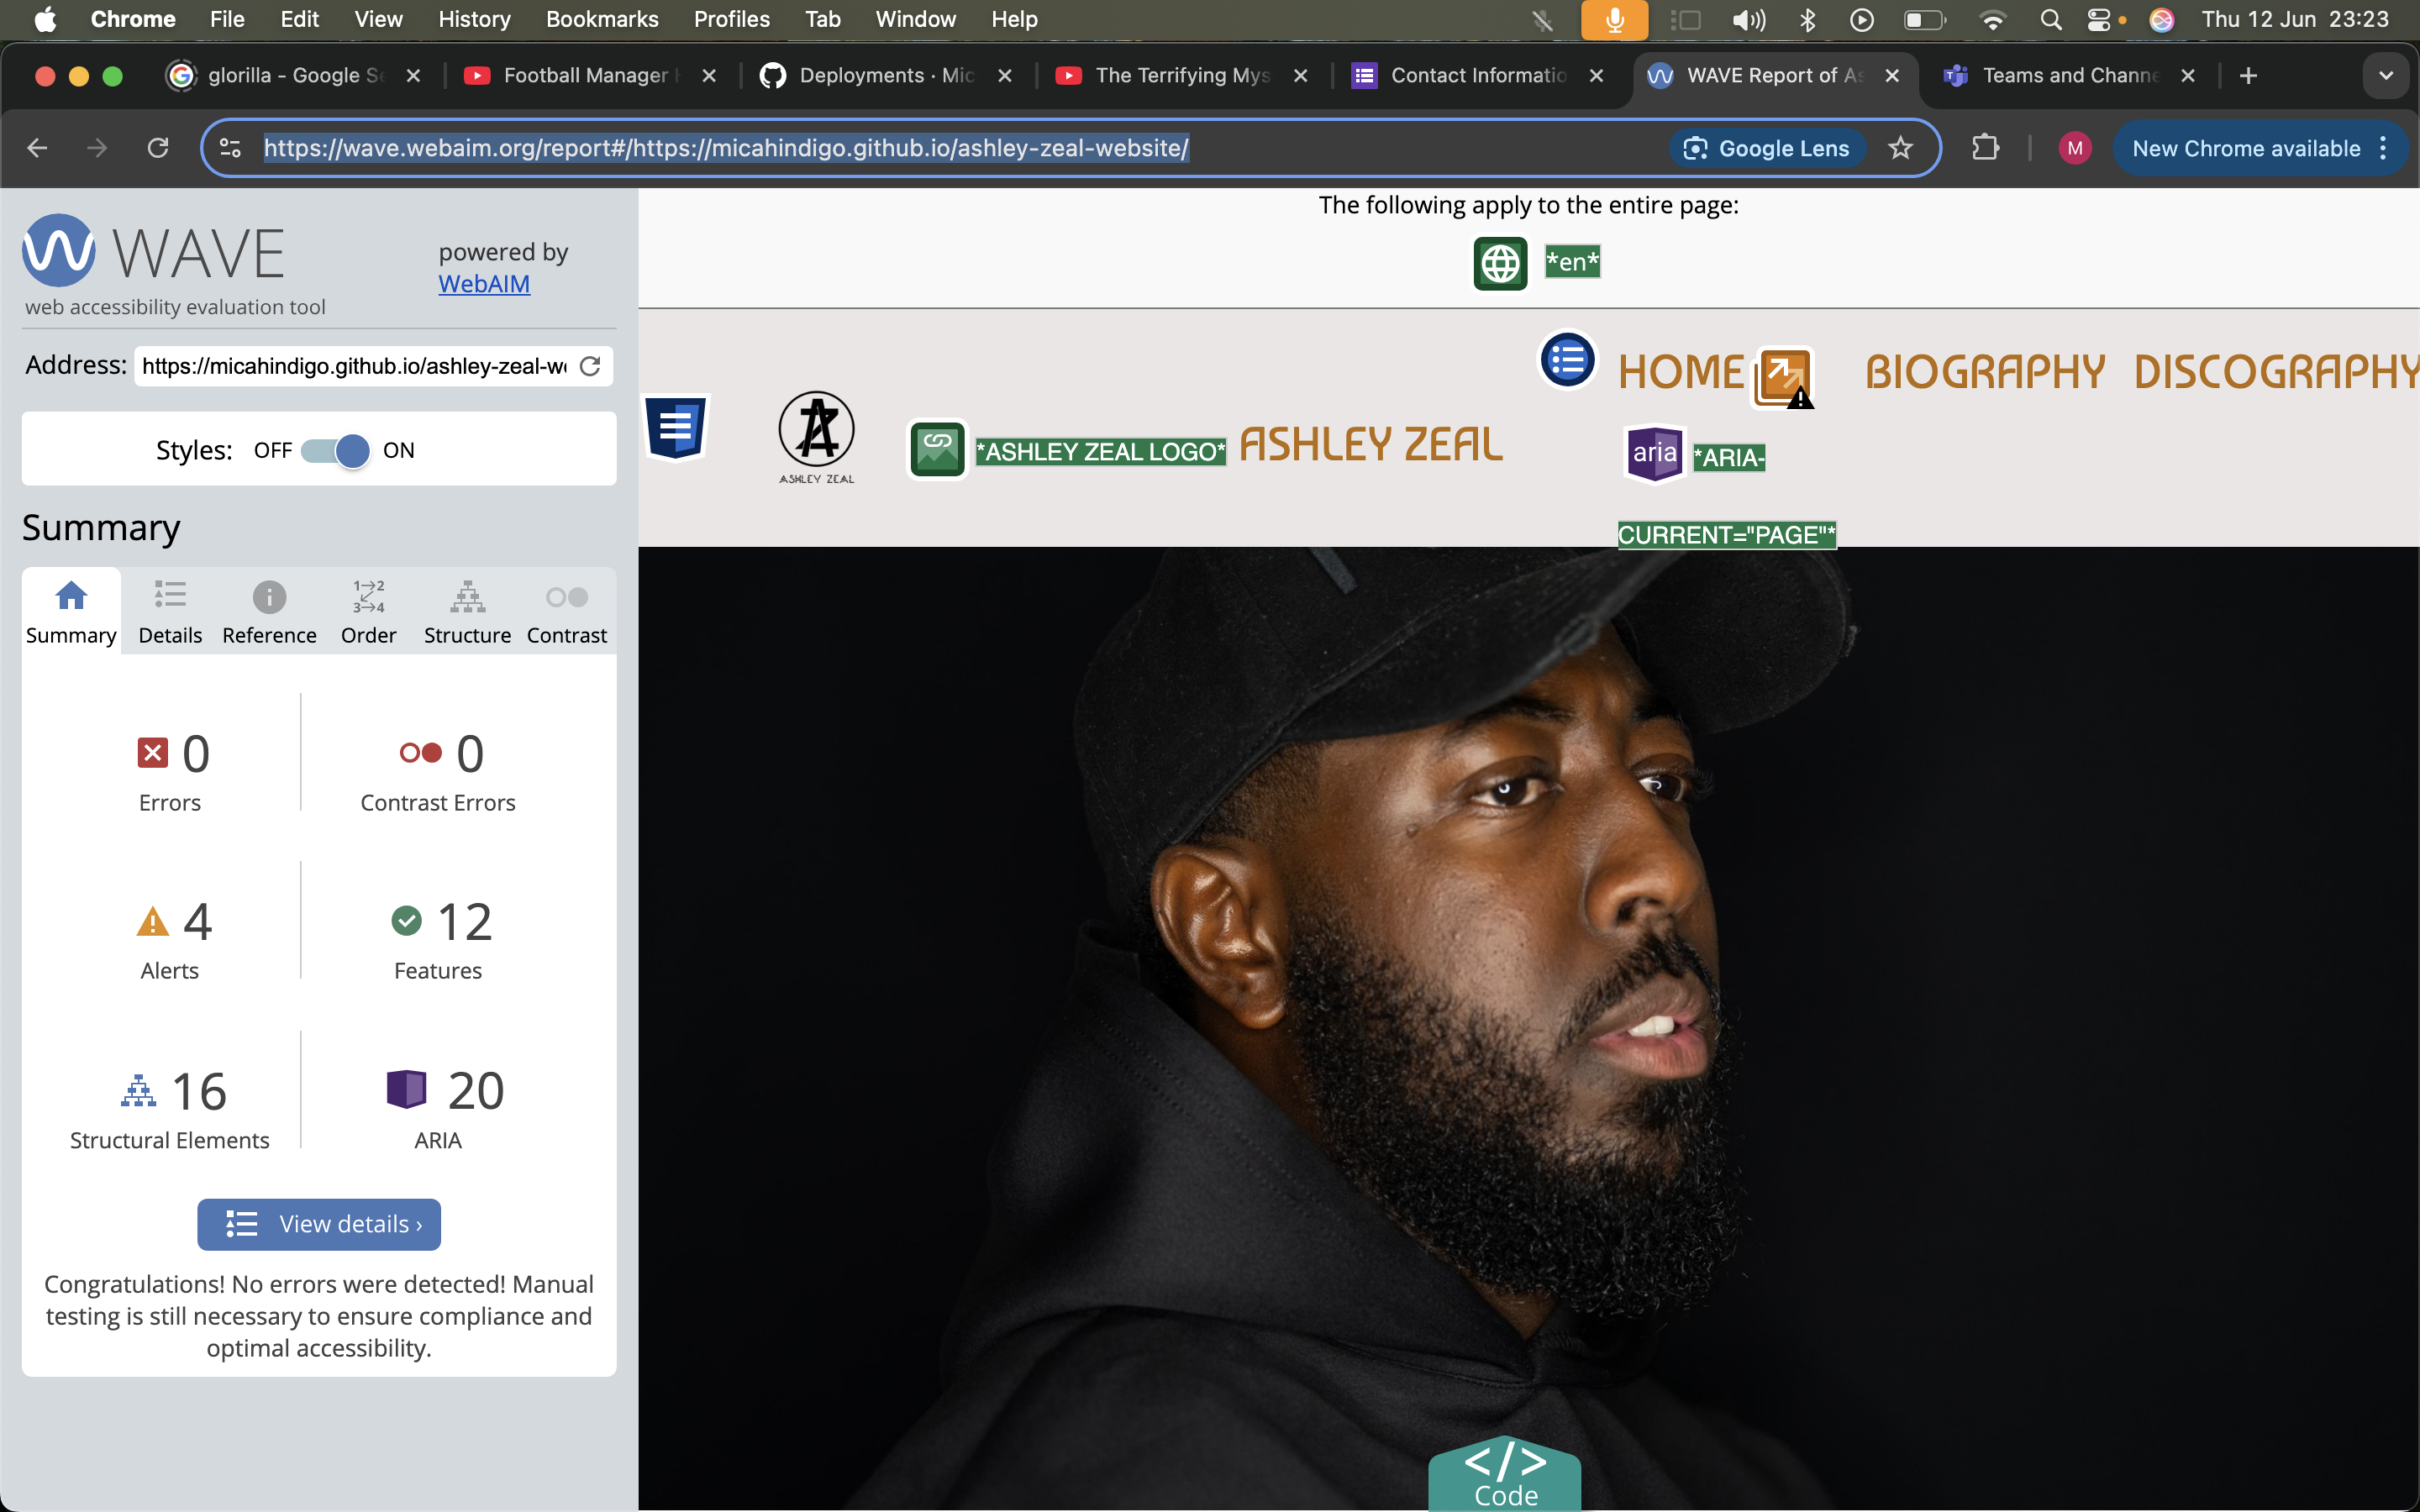 Chrome File Edit View History Bookmarks Profiles Tab Window Help Thu 12 Jun 23:23
glorilla - Google Se Football Manager Deployments · Mic The Terrifying Mys Contact Informatio WAVE Report of As Teams and Channe
https://wave.webaim.org/report#/https://micahindigo.github.io/ashley-zeal-website/ Google Lens M New Chrome available
WAVE
web accessibility evaluation tool
powered by
WebAIM
Address: https://micahindigo.github.io/ashley-zeal-we
Styles: OFF ON
Summary
Summary Details Reference Order Structure Contrast
0
Errors
0
Contrast Errors
4
Alerts
12
Features
16
Structural Elements
20
ARIA
View details ›
Congratulations! No errors were detected! Manual
testing is still necessary to ensure compliance and
optimal accessibility.
The following apply to the entire page:
*en*
HOME BIOGRAPHY DISCOGRAPHY
ASHLEY ZEAL
*ASHLEY ZEAL LOGO* ASHLEY ZEAL
aria *ARIA-
CURRENT="PAGE"*
</>
Code